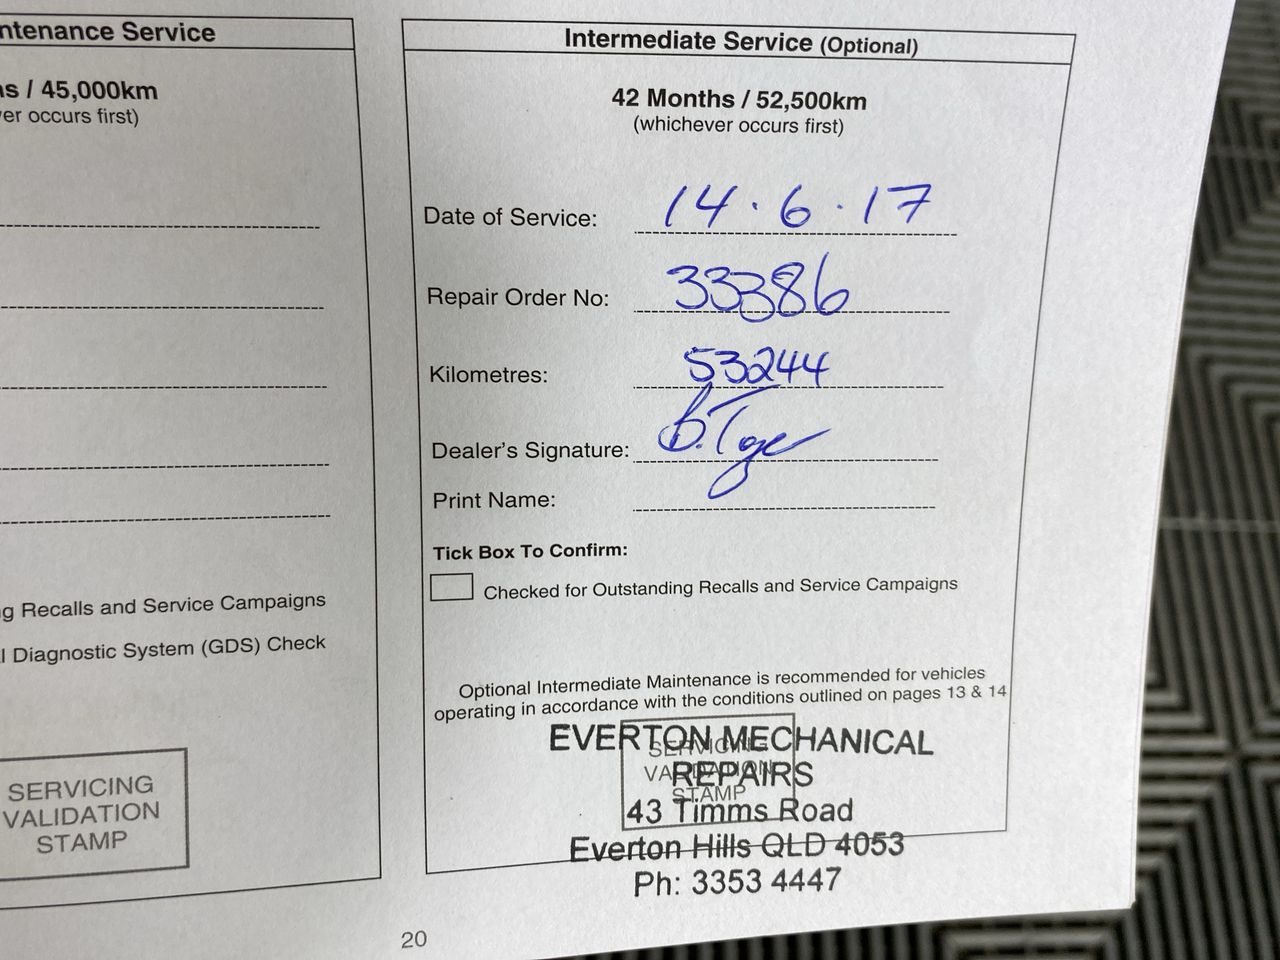 ntenance Service
s / 45,000km
er occurs first)
g Recalls and Service Campaigns
l Diagnostic System (GDS) Check
SERVICING
VALIDATION
STAMP
Intermediate Service (Optional)
42 Months / 52,500km
(whichever occurs first)
Date of Service: 14.6.17
Repair Order No: 33386
Kilometres: 53244
Dealer's Signature:
Print Name:
Tick Box To Confirm:
Checked for Outstanding Recalls and Service Campaigns
Optional Intermediate Maintenance is recommended for vehicles
operating in accordance with the conditions outlined on pages 13 & 14
SERVICING
VALIDATION
STAMP
EVERTON MECHANICAL
REPAIRS
43 Timms Road
Everton Hills QLD 4053
Ph: 3353 4447
20